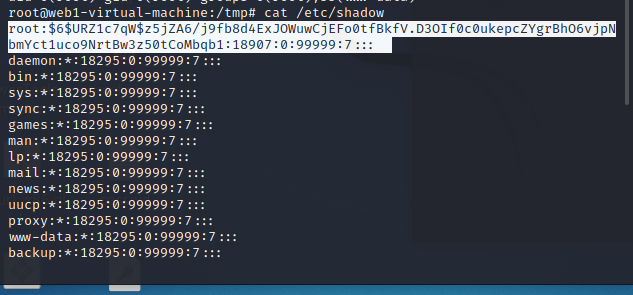 root@web1-virtual-machine:/tmp# cat /etc/shadow
root:$6$URZ1c7qW$z5jZA6/j9fb8d4ExJOWuwCjEFo0tfBkfV.D3OIf0c0ukepcZYgrBhO6vjpN
bmYct1uco9NrtBw3z50tCoMbqb1:18907:0:99999:7:::
daemon:*:18295:0:99999:7:::
bin:*:18295:0:99999:7:::
sys:*:18295:0:99999:7:::
sync:*:18295:0:99999:7:::
games:*:18295:0:99999:7:::
man:*:18295:0:99999:7:::
lp:*:18295:0:99999:7:::
mail:*:18295:0:99999:7:::
news:*:18295:0:99999:7:::
uucp:*:18295:0:99999:7:::
proxy:*:18295:0:99999:7:::
www-data:*:18295:0:99999:7:::
backup:*:18295:0:99999:7:::